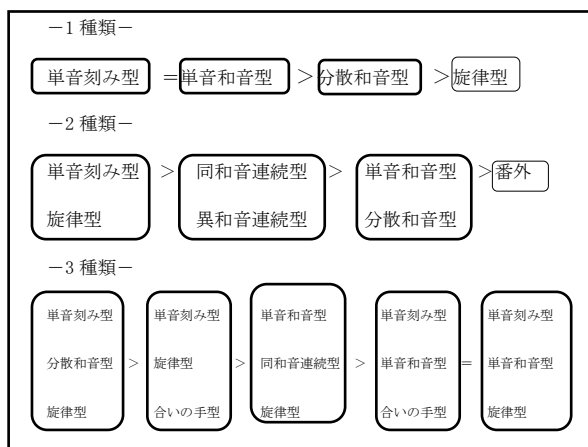 －1 種類－
単音刻み型 ＝単音和音型 ＞分散和音型 ＞旋律型
－2 種類－
単音刻み型 ＞ 同和音連続型 ＞ 単音和音型 ＞番外
旋律型 異和音連続型 分散和音型
－3 種類－
単音刻み型 単音刻み型 単音和音型 単音刻み型 単音刻み型
分散和音型 ＞ 旋律型 ＞ 同和音連続型 ＞ 単音和音型 ＝ 単音和音型
旋律型 合いの手型 旋律型 合いの手型 旋律型